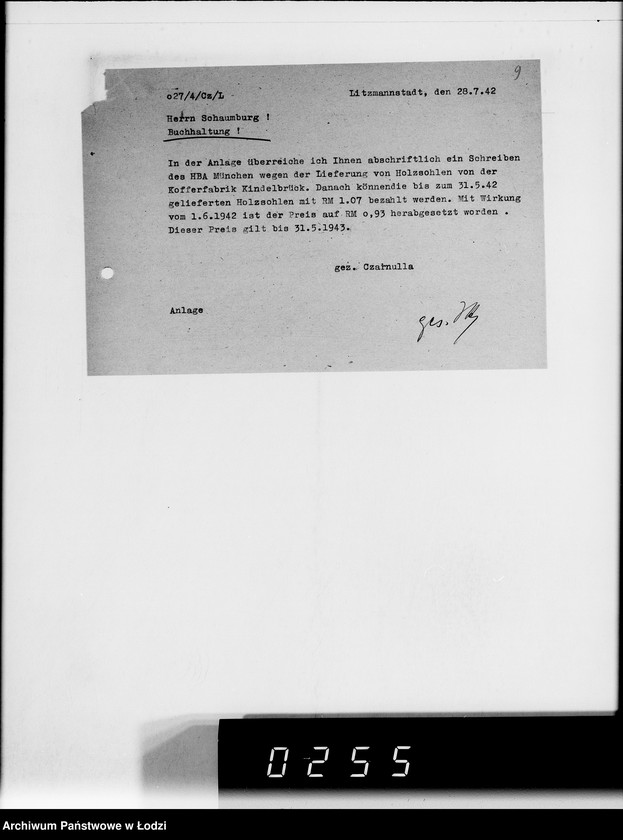 9
o27/4/Cz/L Litzmannstadt, den 28.7.42
Herrn Schaumburg !
Buchhaltung !
In der Anlage überreiche ich Ihnen abschriftlich ein Schreiben
des HBA München wegen der Lieferung von Holzsohlen von der
Kofferfabrik Kindelbrück. Danach könnendie bis zum 31.5.42
gelieferten Holzsohlen mit RM 1.07 bezahlt werden. Mit Wirkung
vom 1.6.1942 ist der Preis auf RM o,93 herabgesetzt worden .
Dieser Preis gilt bis 31.5.1943.
gez. Czarnulla
Anlage
ges.
0255
Archiwum Państwowe w Łodzi